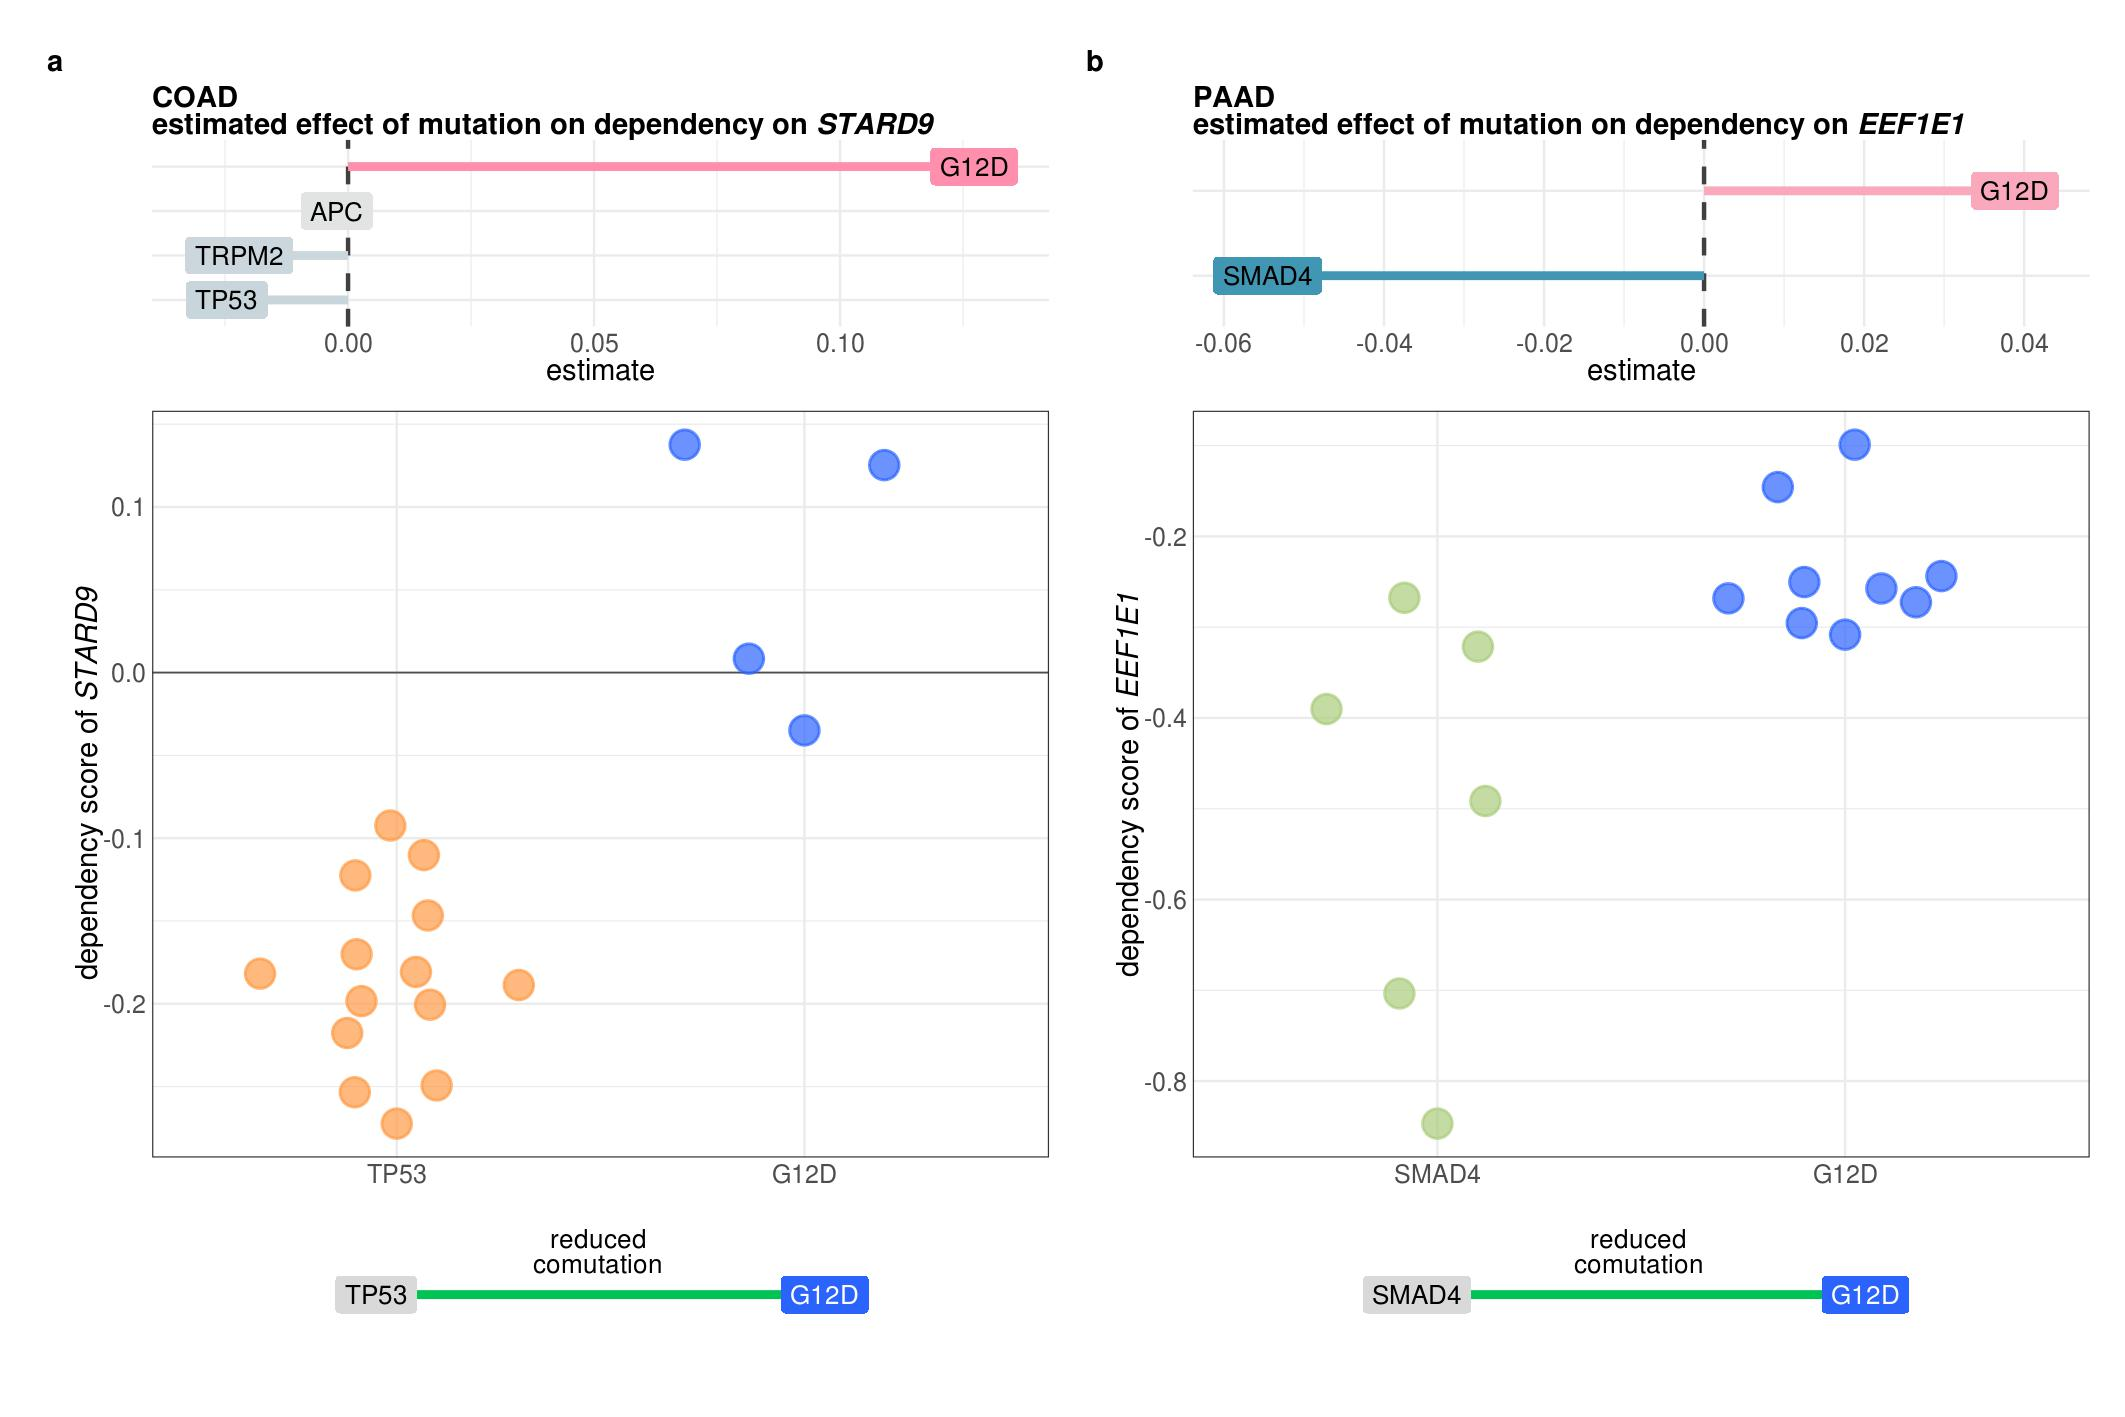 a
COAD
estimated effect of mutation on dependency on STARD9
G12D
APC
TRPM2
TP53
0.00 0.05 0.10
estimate
dependency score of STARD9
0.1
0.0
-0.1
-0.2
TP53 G12D
reduced
comutation
TP53 G12D
b
PAAD
estimated effect of mutation on dependency on EEF1E1
G12D
SMAD4
-0.06 -0.04 -0.02 0.00 0.02 0.04
estimate
dependency score of EEF1E1
-0.2
-0.4
-0.6
-0.8
SMAD4 G12D
reduced
comutation
SMAD4 G12D